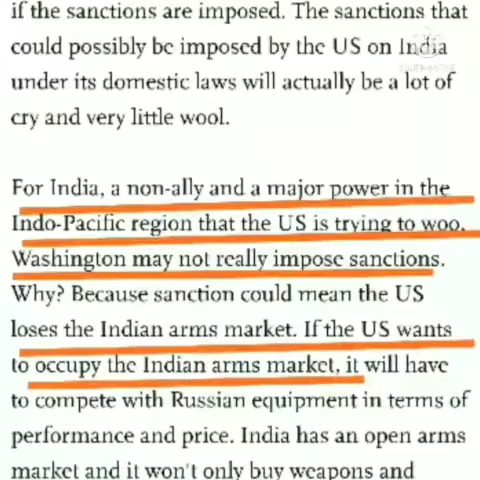 if the sanctions are imposed. The sanctions that
could possibly be imposed by the US on India
under its domestic laws will actually be a lot of
cry and very little wool.
For India, a non-ally and a major power in the
Indo-Pacific region that the US is trying to woo,
Washington may not really impose sanctions.
Why? Because sanction could mean the US
loses the Indian arms market. If the US wants
to occupy the Indian arms market, it will have
to compete with Russian equipment in terms of
performance and price. India has an open arms
market and it won't only buy weapons and